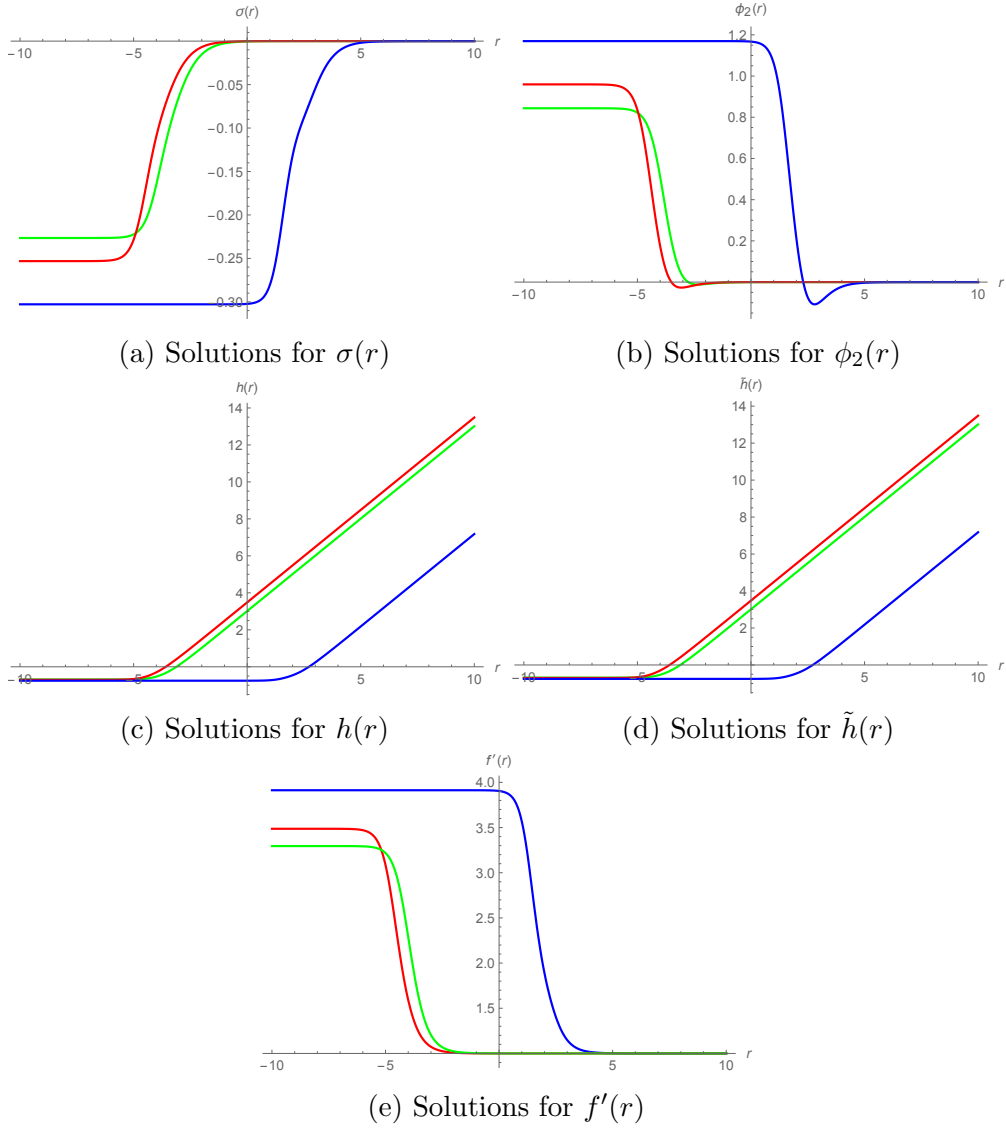 σ(r)
r
-10 -5 5 10
-0.05
-0.10
-0.15
-0.20
-0.25
-0.30
(a) Solutions for σ(r)
ϕ₂(r)
1.2
1.0
0.8
0.6
0.4
0.2
-10 -5 5 10 r
(b) Solutions for ϕ₂(r)
h(r)
14
12
10
8
6
4
2
-10 -5 5 10 r
(c) Solutions for h(r)
h̃(r)
14
12
10
8
6
4
2
-10 -5 5 10 r
(d) Solutions for h̃(r)
f′(r)
4.0
3.5
3.0
2.5
2.0
1.5
-10 -5 5 10 r
(e) Solutions for f′(r)